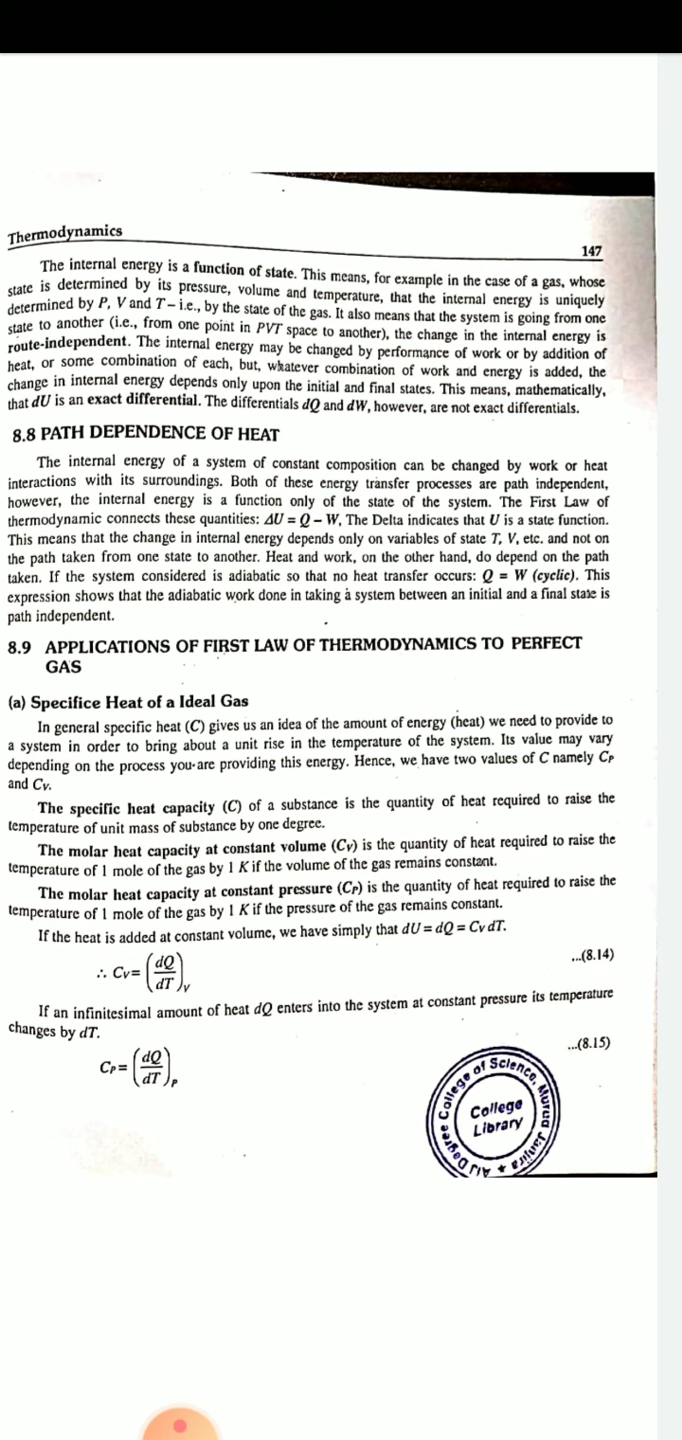 Thermodynamics
147
The internal energy is a function of state. This means, for example in the case of a gas, whose
state is determined by its pressure, volume and temperature, that the internal energy is uniquely
determined by P, V and T – i.e., by the state of the gas. It also means that the system is going from one
state to another (i.e., from one point in PVT space to another), the change in the internal energy is
route-independent. The internal energy may be changed by performance of work or by addition of
heat, or some combination of each, but, whatever combination of work and energy is added, the
change in internal energy depends only upon the initial and final states. This means, mathematically,
that dU is an exact differential. The differentials dQ and dW, however, are not exact differentials.
8.8 PATH DEPENDENCE OF HEAT
The internal energy of a system of constant composition can be changed by work or heat
interactions with its surroundings. Both of these energy transfer processes are path independent,
however, the internal energy is a function only of the state of the system. The First Law of
thermodynamic connects these quantities: ΔU = Q – W, The Delta indicates that U is a state function.
This means that the change in internal energy depends only on variables of state T, V, etc. and not on
the path taken from one state to another. Heat and work, on the other hand, do depend on the path
taken. If the system considered is adiabatic so that no heat transfer occurs: Q = W (cyclic). This
expression shows that the adiabatic work done in taking a system between an initial and a final state is
path independent.
8.9 APPLICATIONS OF FIRST LAW OF THERMODYNAMICS TO PERFECT
GAS
(a) Specifice Heat of a Ideal Gas
In general specific heat (C) gives us an idea of the amount of energy (heat) we need to provide to
a system in order to bring about a unit rise in the temperature of the system. Its value may vary
depending on the process you are providing this energy. Hence, we have two values of C namely CP
and CV.
The specific heat capacity (C) of a substance is the quantity of heat required to raise the
temperature of unit mass of substance by one degree.
The molar heat capacity at constant volume (CV) is the quantity of heat required to raise the
temperature of 1 mole of the gas by 1 K if the volume of the gas remains constant.
The molar heat capacity at constant pressure (CP) is the quantity of heat required to raise the
temperature of 1 mole of the gas by 1 K if the pressure of the gas remains constant.
If the heat is added at constant volume, we have simply that dU = dQ = CV dT.
∴ CV = (dQ/dT)V ...(8.14)
If an infinitesimal amount of heat dQ enters into the system at constant pressure its temperature
changes by dT.
CP = (dQ/dT)P ...(8.15)
Degree College of Science, Murud Janjira
College
Library